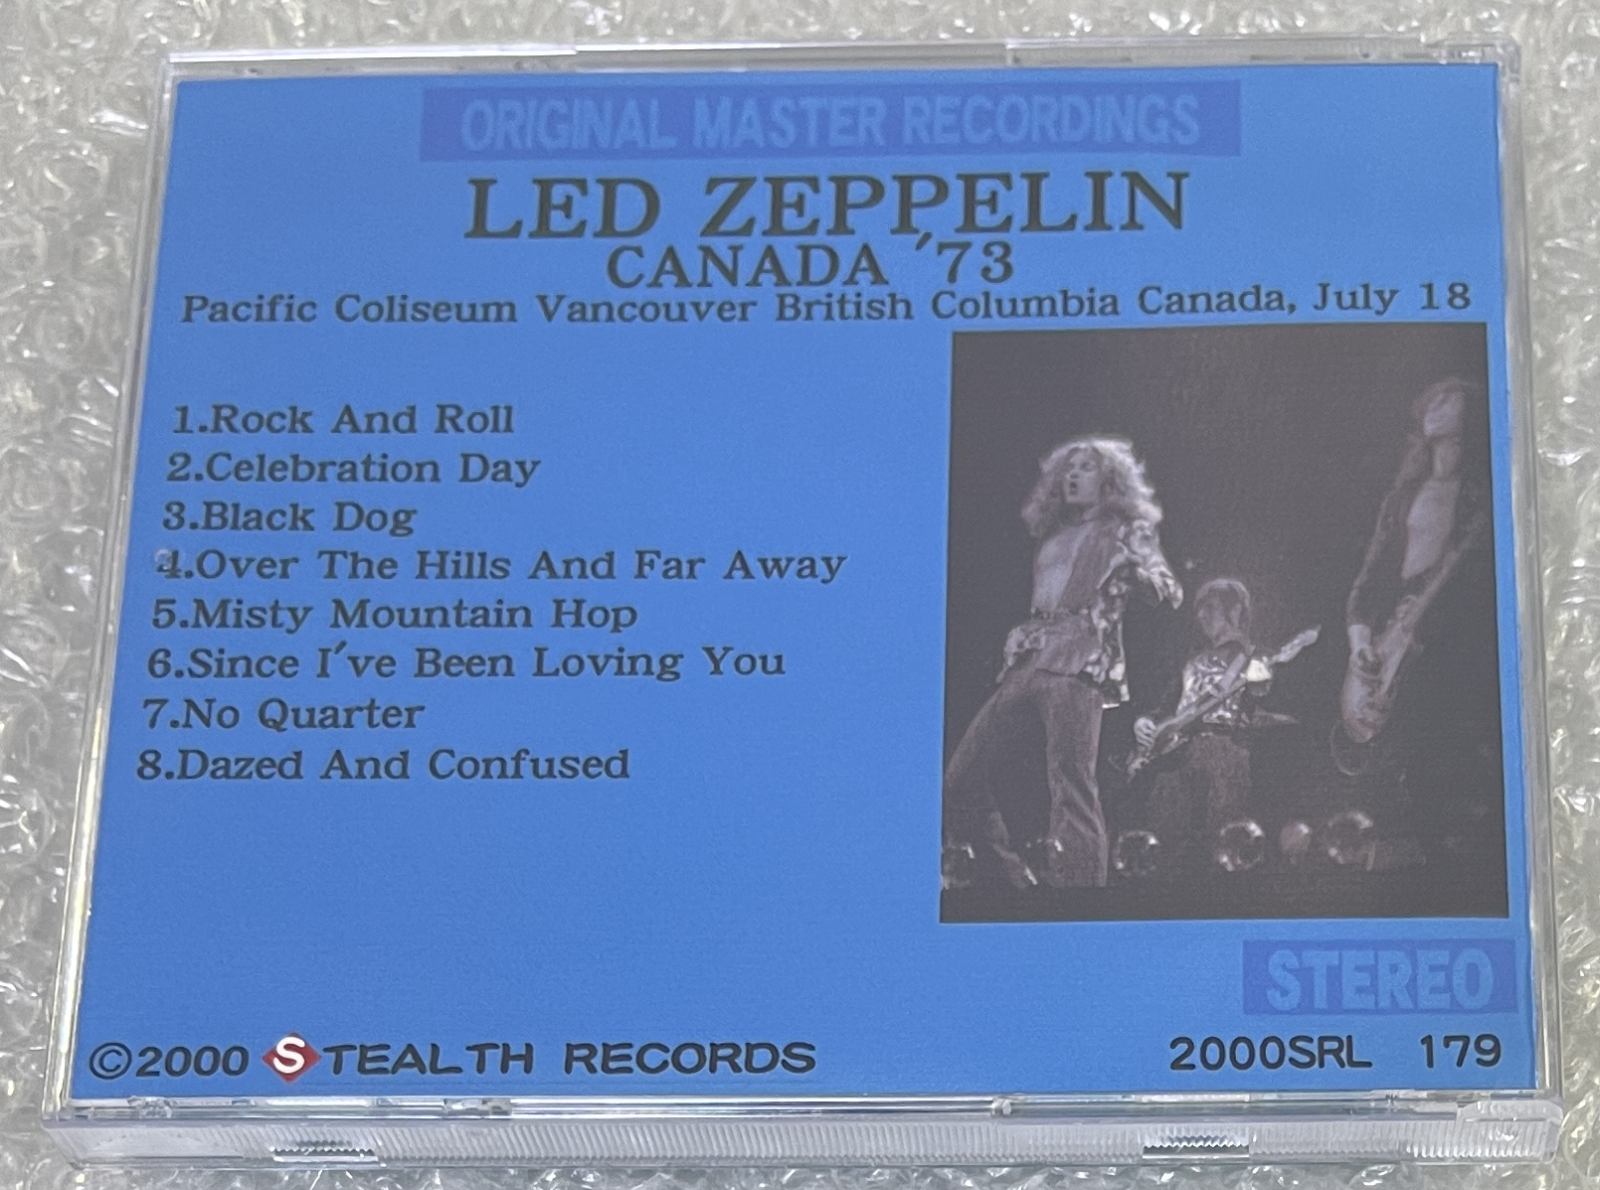 ORIGINAL MASTER RECORDINGS
LED ZEPPELIN
CANADA '73
Pacific Coliseum Vancouver British Columbia Canada, July 18
1.Rock And Roll
2.Celebration Day
3.Black Dog
4.Over The Hills And Far Away
5.Misty Mountain Hop
6.Since I've Been Loving You
7.No Quarter
8.Dazed And Confused
STEREO
©2000 STEALTH RECORDS
2000SRL 179